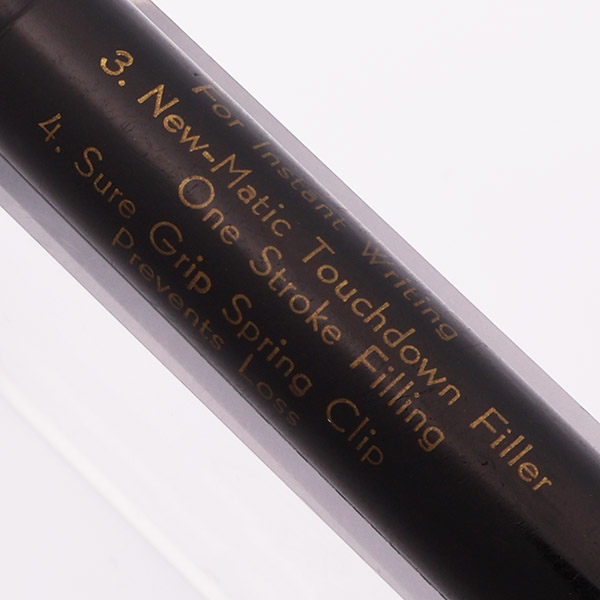 For Instant Writing
3. New-Matic Touchdown Filler
One Stroke Filling
4. Sure Grip Spring Clip
Prevents Loss